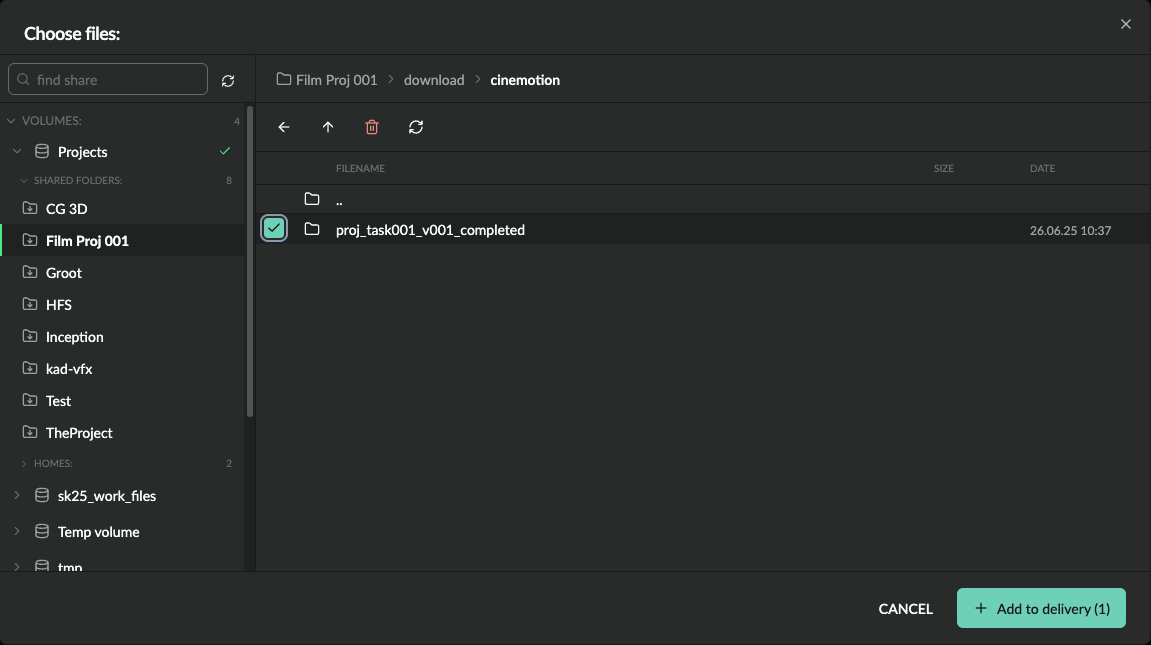 Choose files:
find share
Film Proj 001 > download > cinemotion
VOLUMES: 4
Projects
SHARED FOLDERS: 8
CG 3D
Film Proj 001
Groot
HFS
Inception
kad-vfx
Test
TheProject
HOMES: 2
sk25_work_files
Temp volume
tmp
FILENAME SIZE DATE
..
proj_task001_v001_completed 26.06.25 10:37
CANCEL
+ Add to delivery (1)